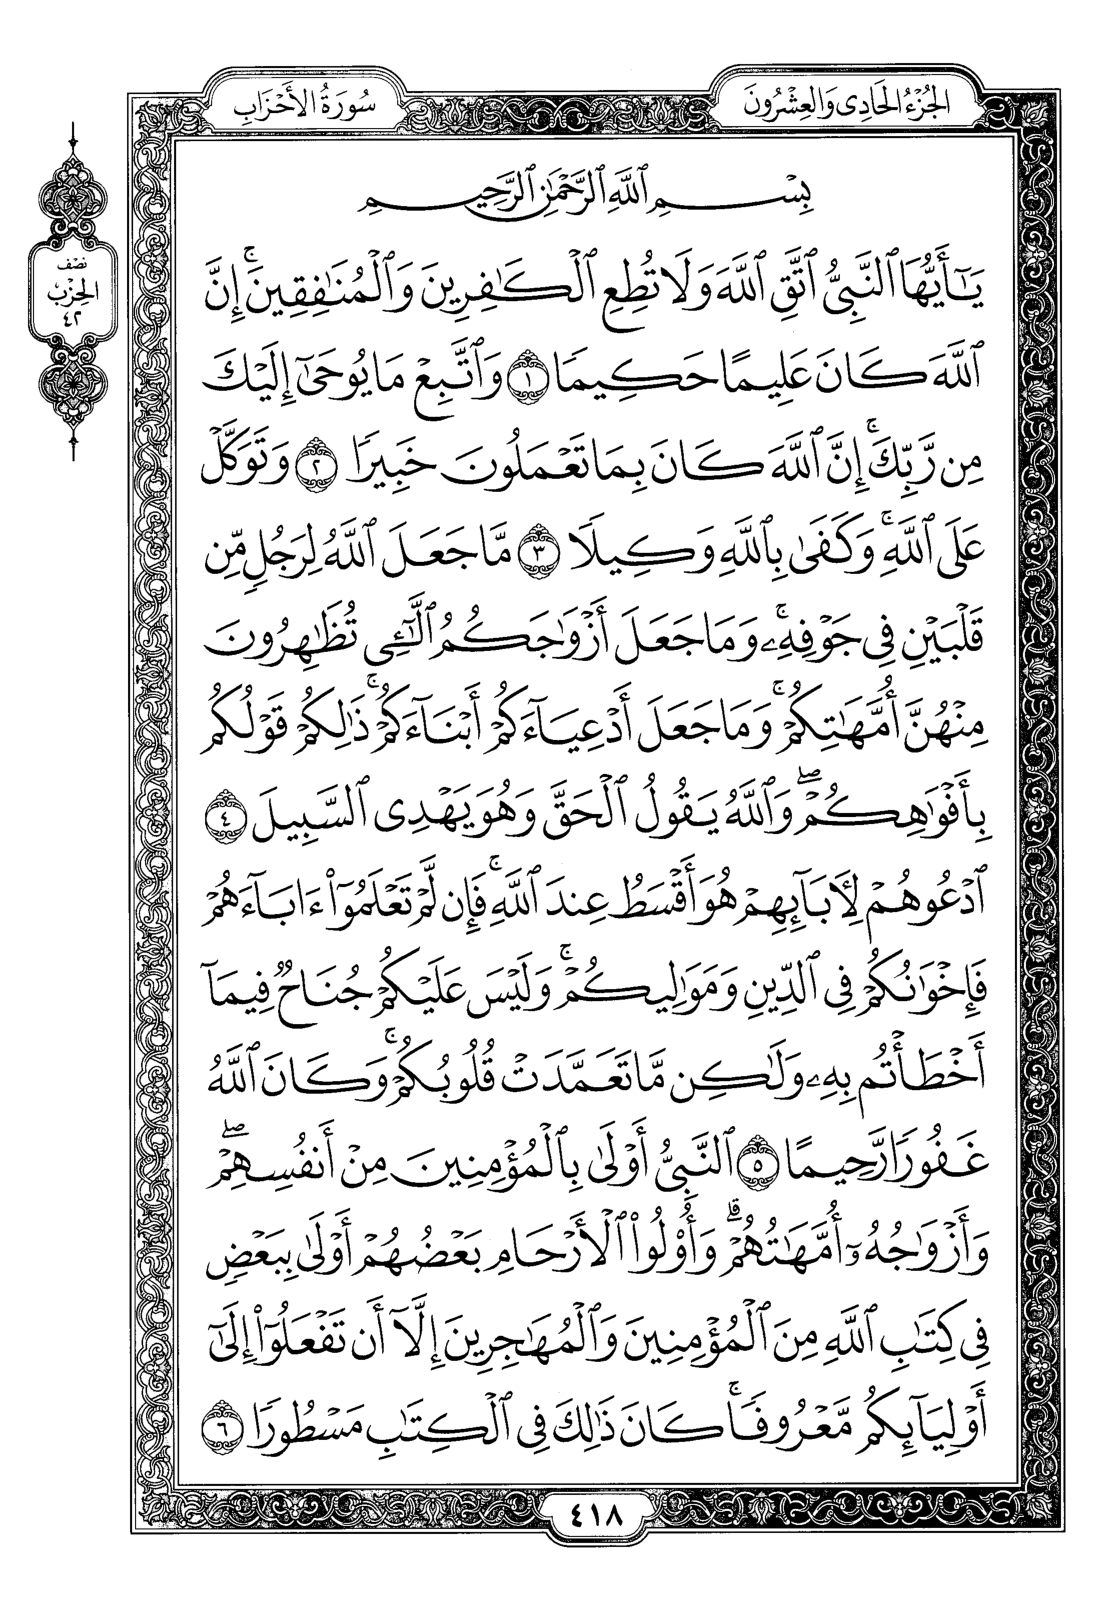 الجُزْءُ الحَادِى وَالعِشْرُونَ
سُورَةُ الأَحْزَابِ
نصْف
الحِزْبِ
٤٢
بِسْمِ ٱللَّهِ ٱلرَّحْمَٰنِ ٱلرَّحِيمِ
يَٰٓأَيُّهَا ٱلنَّبِىُّ ٱتَّقِ ٱللَّهَ وَلَا تُطِعِ ٱلْكَٰفِرِينَ وَٱلْمُنَٰفِقِينَۚ إِنَّ
ٱللَّهَ كَانَ عَلِيمًا حَكِيمًا ١ وَٱتَّبِعْ مَا يُوحَىٰٓ إِلَيْكَ
مِن رَّبِّكَۚ إِنَّ ٱللَّهَ كَانَ بِمَا تَعْمَلُونَ خَبِيرًا ٢ وَتَوَكَّلْ
عَلَى ٱللَّهِۚ وَكَفَىٰ بِٱللَّهِ وَكِيلًا ٣ مَّا جَعَلَ ٱللَّهُ لِرَجُلٍ مِّن
قَلْبَيْنِ فِى جَوْفِهِۦۚ وَمَا جَعَلَ أَزْوَٰجَكُمُ ٱلَّٰٓـِٔى تُظَٰهِرُونَ
مِنْهُنَّ أُمَّهَٰتِكُمْۚ وَمَا جَعَلَ أَدْعِيَآءَكُمْ أَبْنَآءَكُمْۚ ذَٰلِكُمْ قَوْلُكُم
بِأَفْوَٰهِكُمْۖ وَٱللَّهُ يَقُولُ ٱلْحَقَّ وَهُوَ يَهْدِى ٱلسَّبِيلَ ٤
ٱدْعُوهُمْ لِءَابَآئِهِمْ هُوَ أَقْسَطُ عِندَ ٱللَّهِۚ فَإِن لَّمْ تَعْلَمُوٓا۟ ءَابَآءَهُمْ
فَإِخْوَٰنُكُمْ فِى ٱلدِّينِ وَمَوَٰلِيكُمْۚ وَلَيْسَ عَلَيْكُمْ جُنَاحٌ فِيمَآ
أَخْطَأْتُم بِهِۦ وَلَٰكِن مَّا تَعَمَّدَتْ قُلُوبُكُمْۚ وَكَانَ ٱللَّهُ
غَفُورًا رَّحِيمًا ٥ ٱلنَّبِىُّ أَوْلَىٰ بِٱلْمُؤْمِنِينَ مِنْ أَنفُسِهِمْۖ
وَأَزْوَٰجُهُۥٓ أُمَّهَٰتُهُمْۗ وَأُو۟لُوا۟ ٱلْأَرْحَامِ بَعْضُهُمْ أَوْلَىٰ بِبَعْضٍ
فِى كِتَٰبِ ٱللَّهِ مِنَ ٱلْمُؤْمِنِينَ وَٱلْمُهَٰجِرِينَ إِلَّآ أَن تَفْعَلُوٓا۟ إِلَىٰٓ
أَوْلِيَآئِكُم مَّعْرُوفًاۚ كَانَ ذَٰلِكَ فِى ٱلْكِتَٰبِ مَسْطُورًا ٦
٤١٨